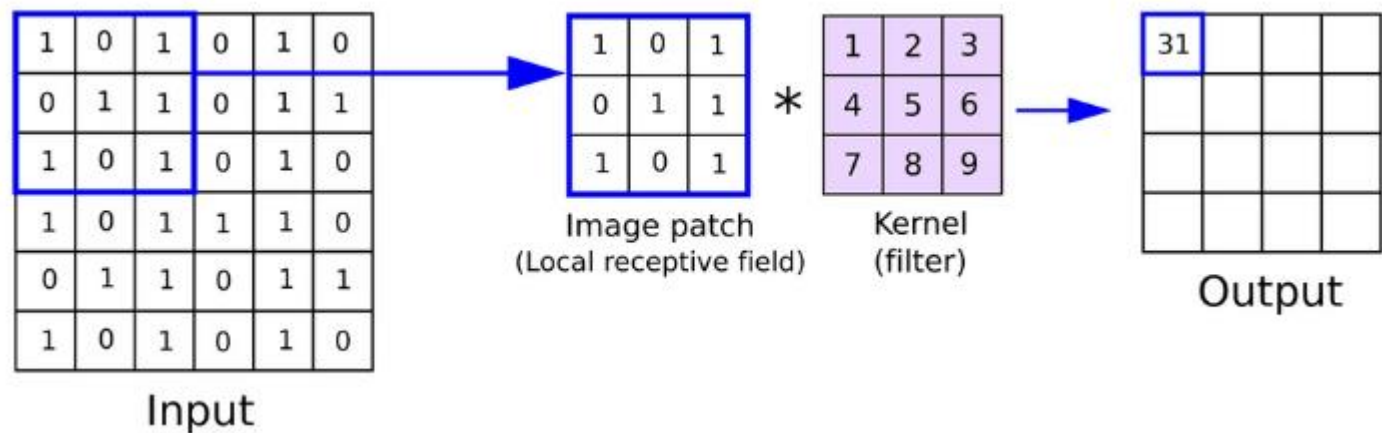 1 0 1 0 1 0
0 1 1 0 1 1
1 0 1 0 1 0
1 0 1 1 1 0
0 1 1 0 1 1
1 0 1 0 1 0
Input
1 0 1
0 1 1
1 0 1
Image patch
(Local receptive field)
*
1 2 3
4 5 6
7 8 9
Kernel
(filter)
31
Output